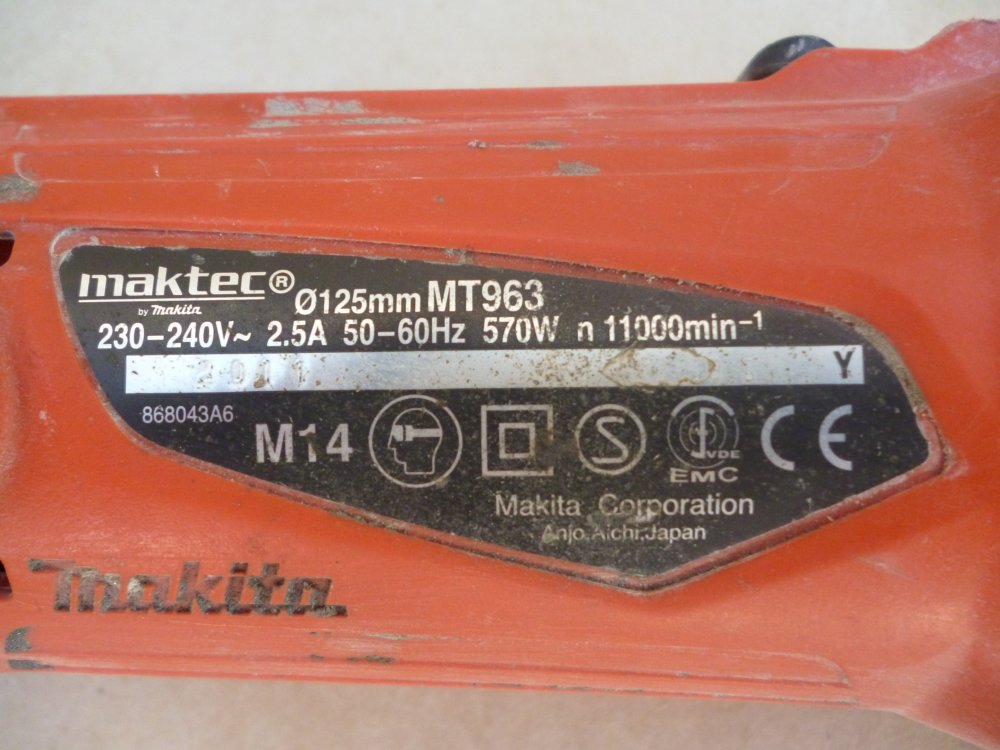 maktec®
by Makita
Ø125mm MT963
230-240V~ 2.5A 50-60Hz 570W n 11000min-1
Y
868043A6
M14
S
VDE
EMC
CE
Makita Corporation
Anjo, Aichi, Japan
Makita